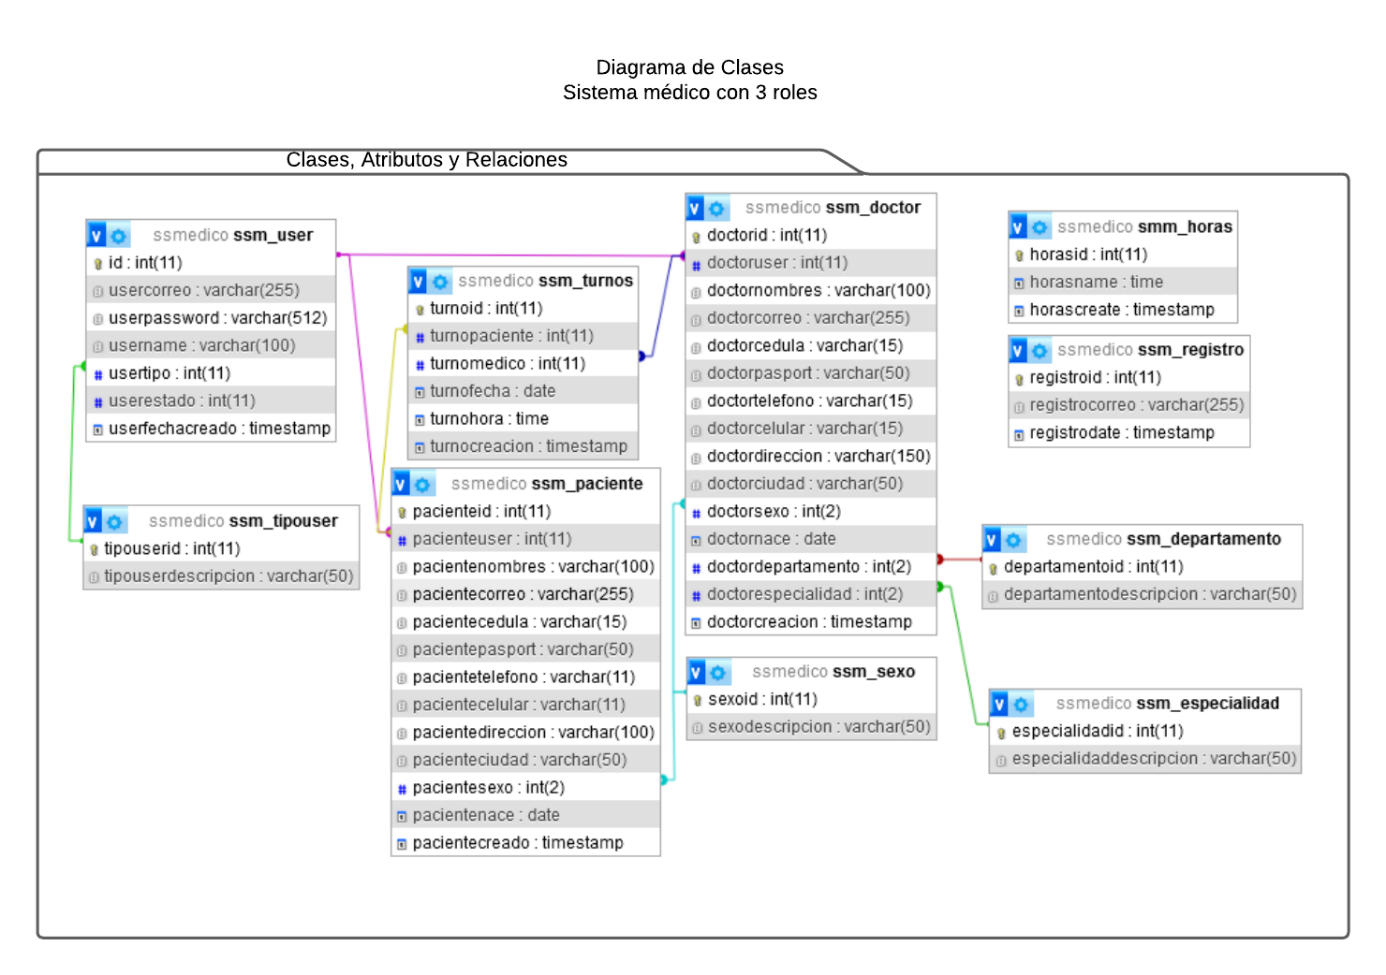 Diagrama de Clases
Sistema médico con 3 roles
Clases, Atributos y Relaciones
V ssmedico ssm_user
id : int(11)
usercorreo : varchar(255)
userpassword : varchar(512)
username : varchar(100)
# usertipo : int(11)
# userestado : int(11)
userfechacreado : timestamp
V ssmedico ssm_tipouser
tipouserid : int(11)
tipouserdescripcion : varchar(50)
V ssmedico ssm_turnos
turnoid : int(11)
# turnopaciente : int(11)
# turnomedico : int(11)
turnofecha : date
turnohora : time
turnocreacion : timestamp
V ssmedico ssm_paciente
pacienteid : int(11)
# pacienteuser : int(11)
pacientenombres : varchar(100)
pacientecorreo : varchar(255)
pacientecedula : varchar(15)
pacientepasport : varchar(50)
pacientetelefono : varchar(11)
pacientecelular : varchar(11)
pacientedireccion : varchar(100)
pacienteciudad : varchar(50)
# pacientesexo : int(2)
pacientenace : date
pacientecreado : timestamp
V ssmedico ssm_doctor
doctorid : int(11)
# doctoruser : int(11)
doctornombres : varchar(100)
doctorcorreo : varchar(255)
doctorcedula : varchar(15)
doctorpasport : varchar(50)
doctortelefono : varchar(15)
doctorcelular : varchar(15)
doctordireccion : varchar(150)
doctorciudad : varchar(50)
# doctorsexo : int(2)
doctornace : date
# doctordepartamento : int(2)
# doctorespecialidad : int(2)
doctorcreacion : timestamp
V ssmedico ssm_sexo
sexoid : int(11)
sexodescripcion : varchar(50)
V ssmedico smm_horas
horasid : int(11)
horasname : time
horascreate : timestamp
V ssmedico ssm_registro
registroid : int(11)
registrocorreo : varchar(255)
registrodate : timestamp
V ssmedico ssm_departamento
departamentoid : int(11)
departamentodescripcion : varchar(50)
V ssmedico ssm_especialidad
especialidadid : int(11)
especialidaddescripcion : varchar(50)